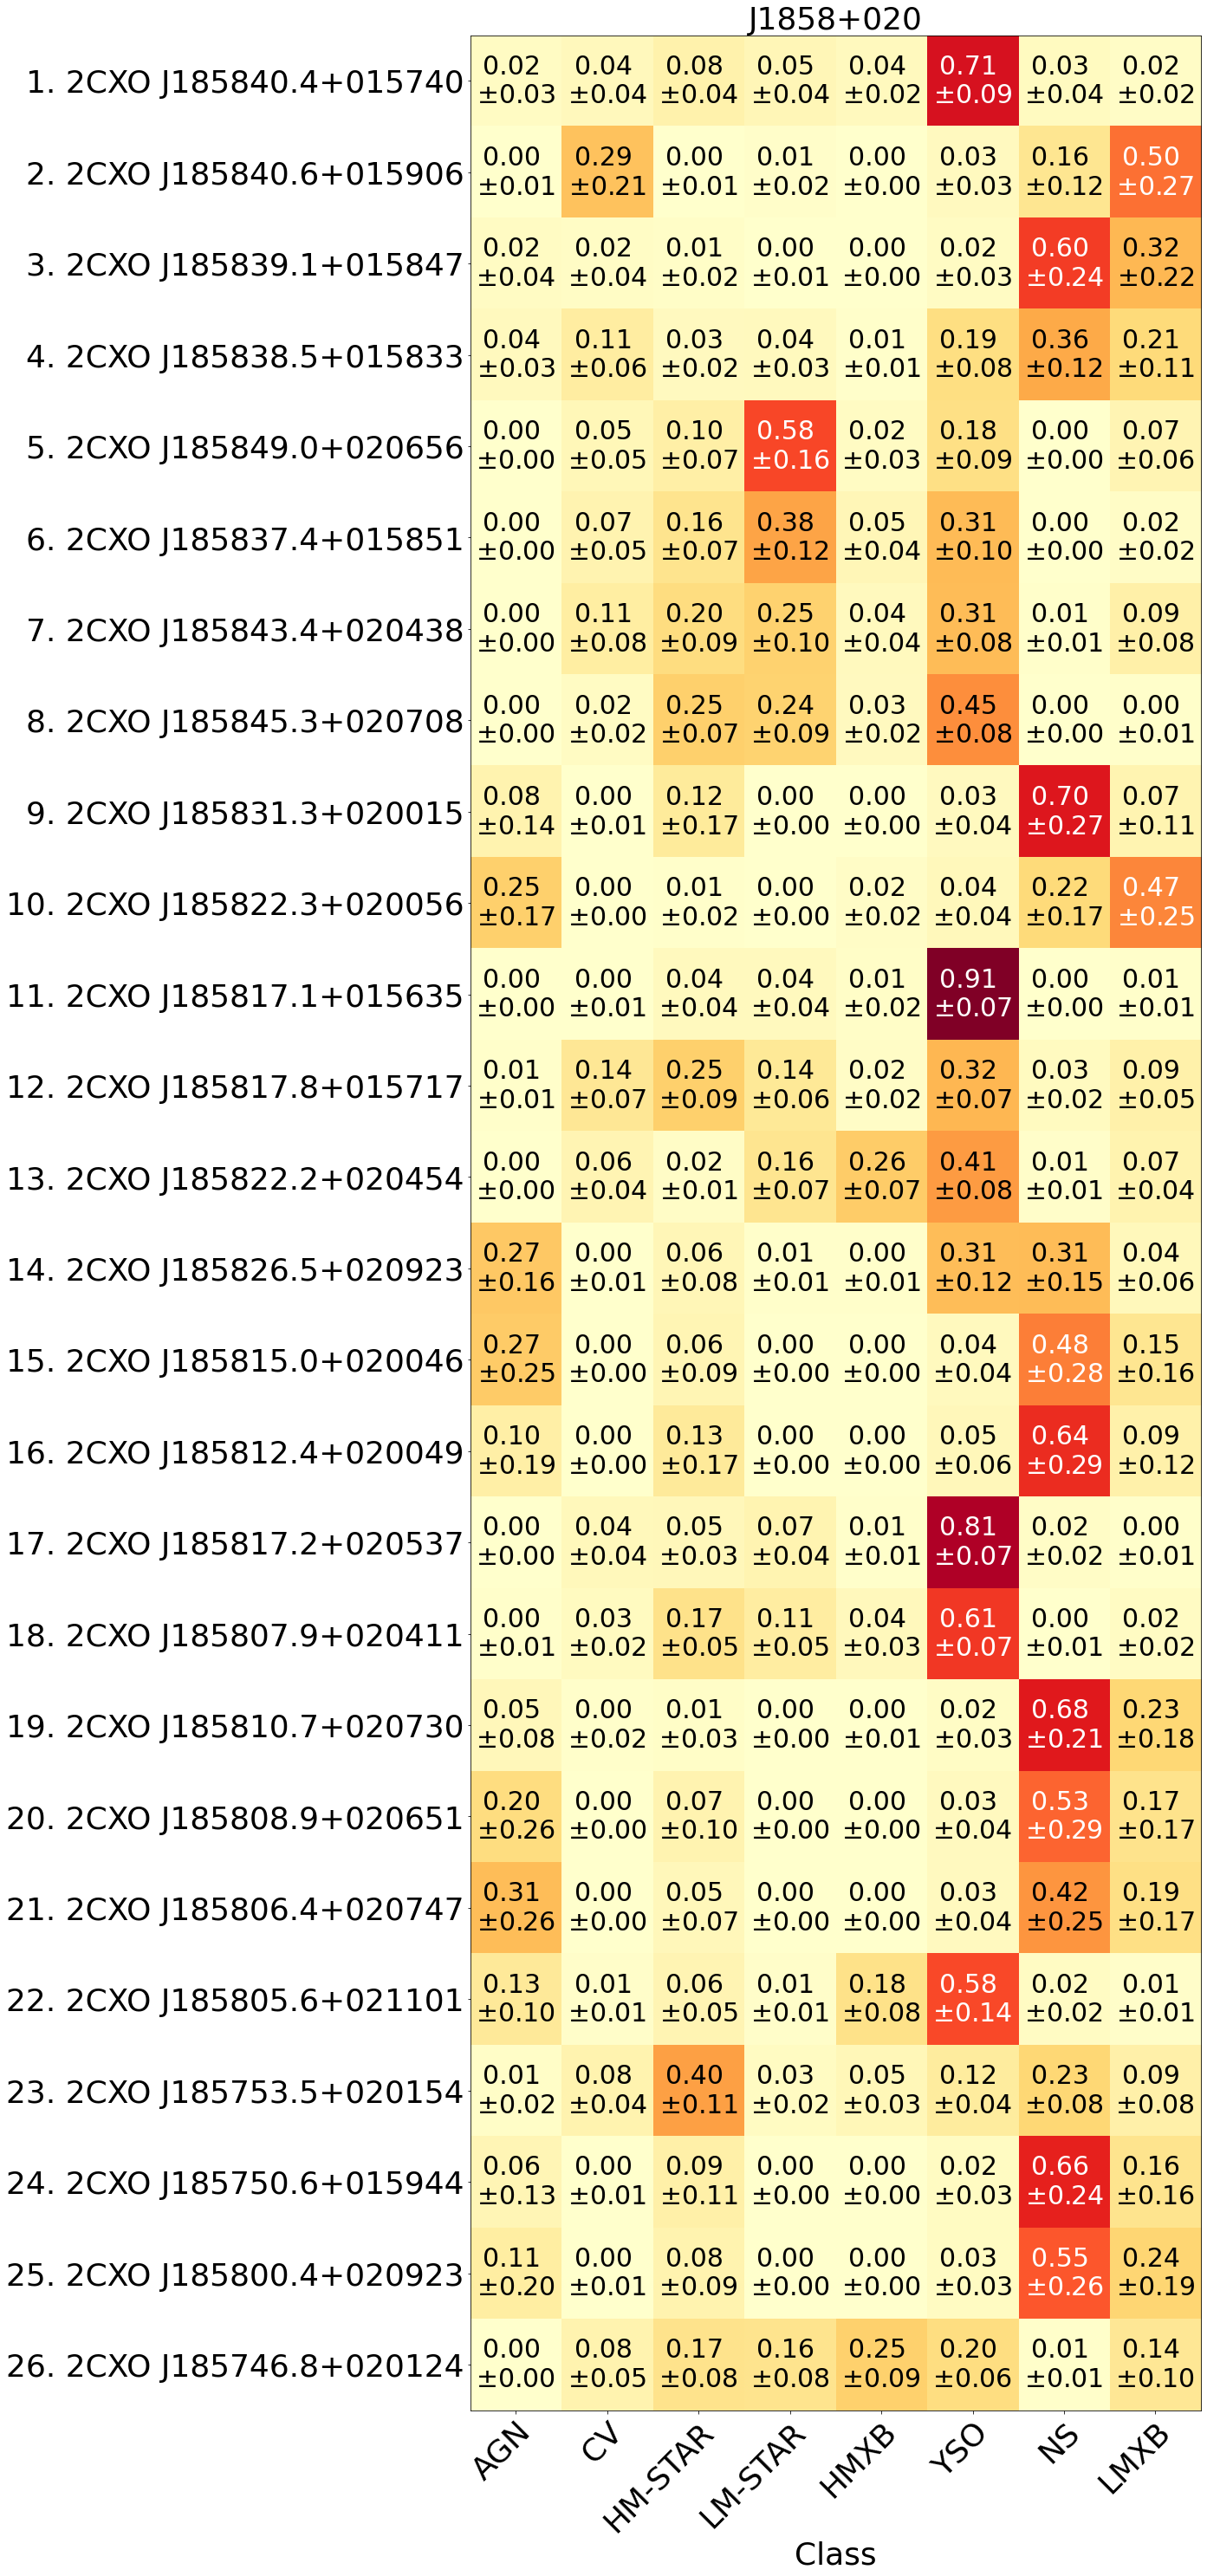 J1858+020
0.02 0.04 0.08 0.05 0.04 0.71 0.03 0.02
1. 2CXO J185840.4+015740
±0.03 ±0.04 ±0.04 ±0.04 ±0.02 ±0.09 ±0.04 ±0.02
0.00 0.29 0.00 0.01 0.00 0.03 0.16 0.50
2. 2CXO J185840.6+015906
±0.01 ±0.21 ±0.01 ±0.02 ±0.00 ±0.03 ±0.12 ±0.27
0.02 0.02 0.01 0.00 0.00 0.02 0.60 0.32
3. 2CXO J185839.1+015847
±0.04 ±0.04 ±0.02 ±0.01 ±0.00 ±0.03 ±0.24 ±0.22
0.04 0.11 0.03 0.04 0.01 0.19 0.36 0.21
4. 2CXO J185838.5+015833
±0.03 ±0.06 ±0.02 ±0.03 ±0.01 ±0.08 ±0.12 ±0.11
0.00 0.05 0.10 0.58 0.02 0.18 0.00 0.07
5. 2CXO J185849.0+020656
±0.00 ±0.05 ±0.07 ±0.16 ±0.03 ±0.09 ±0.00 ±0.06
0.00 0.07 0.16 0.38 0.05 0.31 0.00 0.02
6. 2CXO J185837.4+015851
±0.00 ±0.05 ±0.07 ±0.12 ±0.04 ±0.10 ±0.00 ±0.02
0.00 0.11 0.20 0.25 0.04 0.31 0.01 0.09
7. 2CXO J185843.4+020438
±0.00 ±0.08 ±0.09 ±0.10 ±0.04 ±0.08 ±0.01 ±0.08
0.00 0.02 0.25 0.24 0.03 0.45 0.00 0.00
8. 2CXO J185845.3+020708
±0.00 ±0.02 ±0.07 ±0.09 ±0.02 ±0.08 ±0.00 ±0.01
0.08 0.00 0.12 0.00 0.00 0.03 0.70 0.07
9. 2CXO J185831.3+020015
±0.14 ±0.01 ±0.17 ±0.00 ±0.00 ±0.04 ±0.27 ±0.11
0.25 0.00 0.01 0.00 0.02 0.04 0.22 0.47
10. 2CXO J185822.3+020056
±0.17 ±0.00 ±0.02 ±0.00 ±0.02 ±0.04 ±0.17 ±0.25
0.00 0.00 0.04 0.04 0.01 0.91 0.00 0.01
11. 2CXO J185817.1+015635
±0.00 ±0.01 ±0.04 ±0.04 ±0.02 ±0.07 ±0.00 ±0.01
0.01 0.14 0.25 0.14 0.02 0.32 0.03 0.09
12. 2CXO J185817.8+015717
±0.01 ±0.07 ±0.09 ±0.06 ±0.02 ±0.07 ±0.02 ±0.05
0.00 0.06 0.02 0.16 0.26 0.41 0.01 0.07
13. 2CXO J185822.2+020454
±0.00 ±0.04 ±0.01 ±0.07 ±0.07 ±0.08 ±0.01 ±0.04
0.27 0.00 0.06 0.01 0.00 0.31 0.31 0.04
14. 2CXO J185826.5+020923
±0.16 ±0.01 ±0.08 ±0.01 ±0.01 ±0.12 ±0.15 ±0.06
0.27 0.00 0.06 0.00 0.00 0.04 0.48 0.15
15. 2CXO J185815.0+020046
±0.25 ±0.00 ±0.09 ±0.00 ±0.00 ±0.04 ±0.28 ±0.16
0.10 0.00 0.13 0.00 0.00 0.05 0.64 0.09
16. 2CXO J185812.4+020049
±0.19 ±0.00 ±0.17 ±0.00 ±0.00 ±0.06 ±0.29 ±0.12
0.00 0.04 0.05 0.07 0.01 0.81 0.02 0.00
17. 2CXO J185817.2+020537
±0.00 ±0.04 ±0.03 ±0.04 ±0.01 ±0.07 ±0.02 ±0.01
0.00 0.03 0.17 0.11 0.04 0.61 0.00 0.02
18. 2CXO J185807.9+020411
±0.01 ±0.02 ±0.05 ±0.05 ±0.03 ±0.07 ±0.01 ±0.02
0.05 0.00 0.01 0.00 0.00 0.02 0.68 0.23
19. 2CXO J185810.7+020730
±0.08 ±0.02 ±0.03 ±0.00 ±0.01 ±0.03 ±0.21 ±0.18
0.20 0.00 0.07 0.00 0.00 0.03 0.53 0.17
20. 2CXO J185808.9+020651
±0.26 ±0.00 ±0.10 ±0.00 ±0.00 ±0.04 ±0.29 ±0.17
0.31 0.00 0.05 0.00 0.00 0.03 0.42 0.19
21. 2CXO J185806.4+020747
±0.26 ±0.00 ±0.07 ±0.00 ±0.00 ±0.04 ±0.25 ±0.17
0.13 0.01 0.06 0.01 0.18 0.58 0.02 0.01
22. 2CXO J185805.6+021101
±0.10 ±0.01 ±0.05 ±0.01 ±0.08 ±0.14 ±0.02 ±0.01
0.01 0.08 0.40 0.03 0.05 0.12 0.23 0.09
23. 2CXO J185753.5+020154
±0.02 ±0.04 ±0.11 ±0.02 ±0.03 ±0.04 ±0.08 ±0.08
0.06 0.00 0.09 0.00 0.00 0.02 0.66 0.16
24. 2CXO J185750.6+015944
±0.13 ±0.01 ±0.11 ±0.00 ±0.00 ±0.03 ±0.24 ±0.16
0.11 0.00 0.08 0.00 0.00 0.03 0.55 0.24
25. 2CXO J185800.4+020923
±0.20 ±0.01 ±0.09 ±0.00 ±0.00 ±0.03 ±0.26 ±0.19
0.00 0.08 0.17 0.16 0.25 0.20 0.01 0.14
26. 2CXO J185746.8+020124
±0.00 ±0.05 ±0.08 ±0.08 ±0.09 ±0.06 ±0.01 ±0.10
AGN CV HM-STAR LM-STAR HMXB YSO NS LMXB
Class